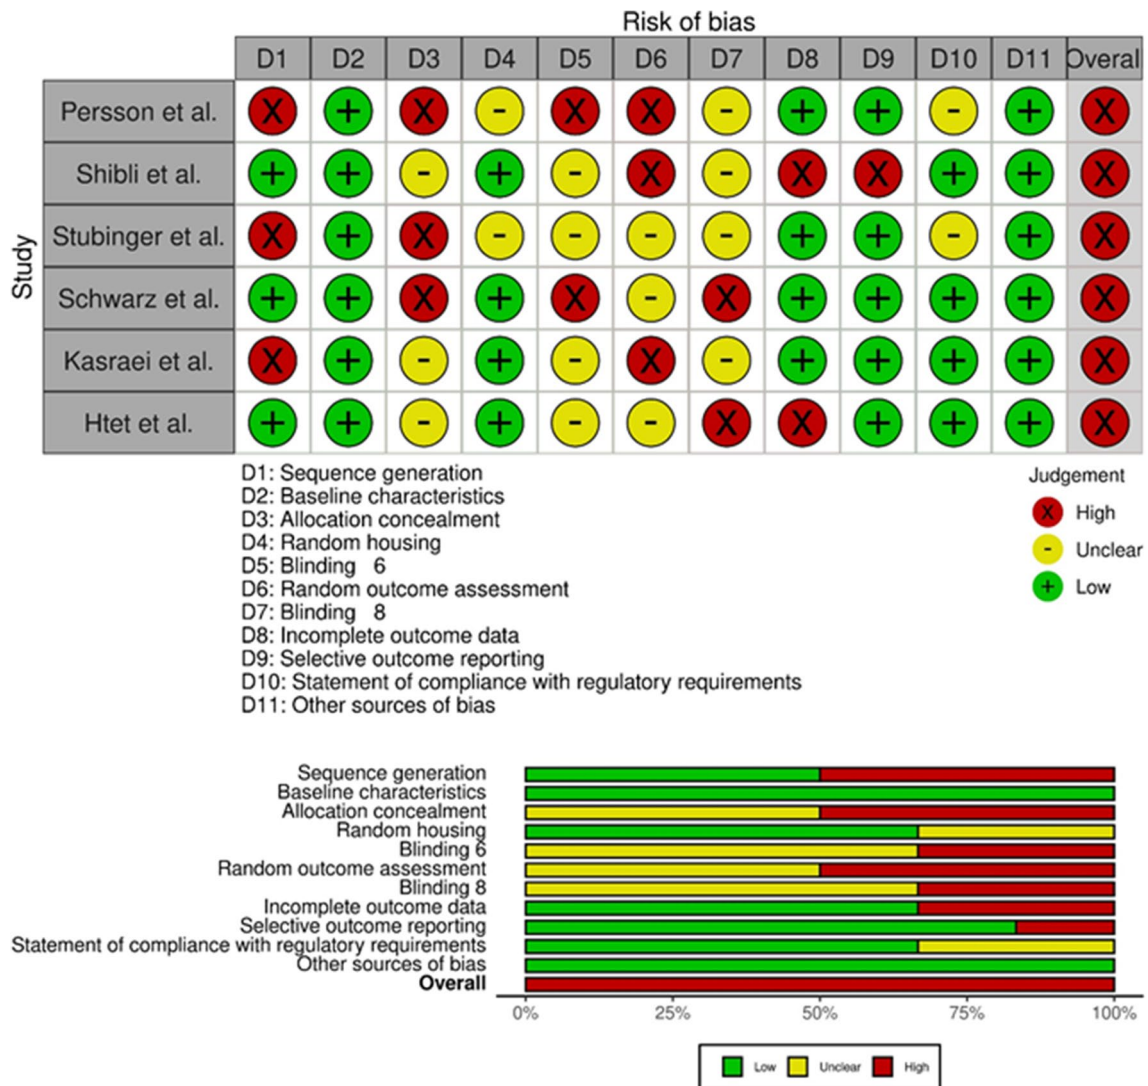 Risk of bias
D1 D2 D3 D4 D5 D6 D7 D8 D9 D10 D11 Overal
Study
Persson et al. X + X - X X - + + - + X
Shibli et al. + + - + - X - X X + + X
Stubinger et al. X + X - - - - + + - + X
Schwarz et al. + + X + X - X + + + + X
Kasraei et al. X + - + - X - + + + + X
Htet et al. + + - + - - X X + + + X
D1: Sequence generation
D2: Baseline characteristics
D3: Allocation concealment
D4: Random housing
D5: Blinding 6
D6: Random outcome assessment
D7: Blinding 8
D8: Incomplete outcome data
D9: Selective outcome reporting
D10: Statement of compliance with regulatory requirements
D11: Other sources of bias
Judgement
X High
- Unclear
+ Low
Sequence generation
Baseline characteristics
Allocation concealment
Random housing
Blinding 6
Random outcome assessment
Blinding 8
Incomplete outcome data
Selective outcome reporting
Statement of compliance with regulatory requirements
Other sources of bias
Overall
0% 25% 50% 75% 100%
Low Unclear High